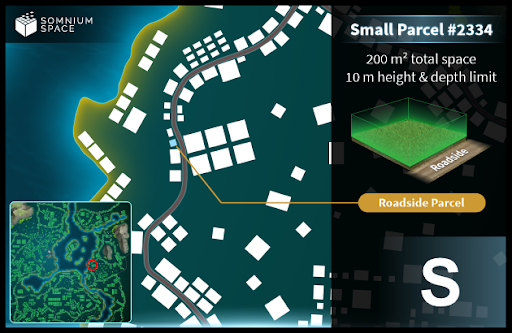 SOMNIUM
SPACE
Small Parcel #2334
200 m² total space
10 m height & depth limit
Roadside
Roadside Parcel
S